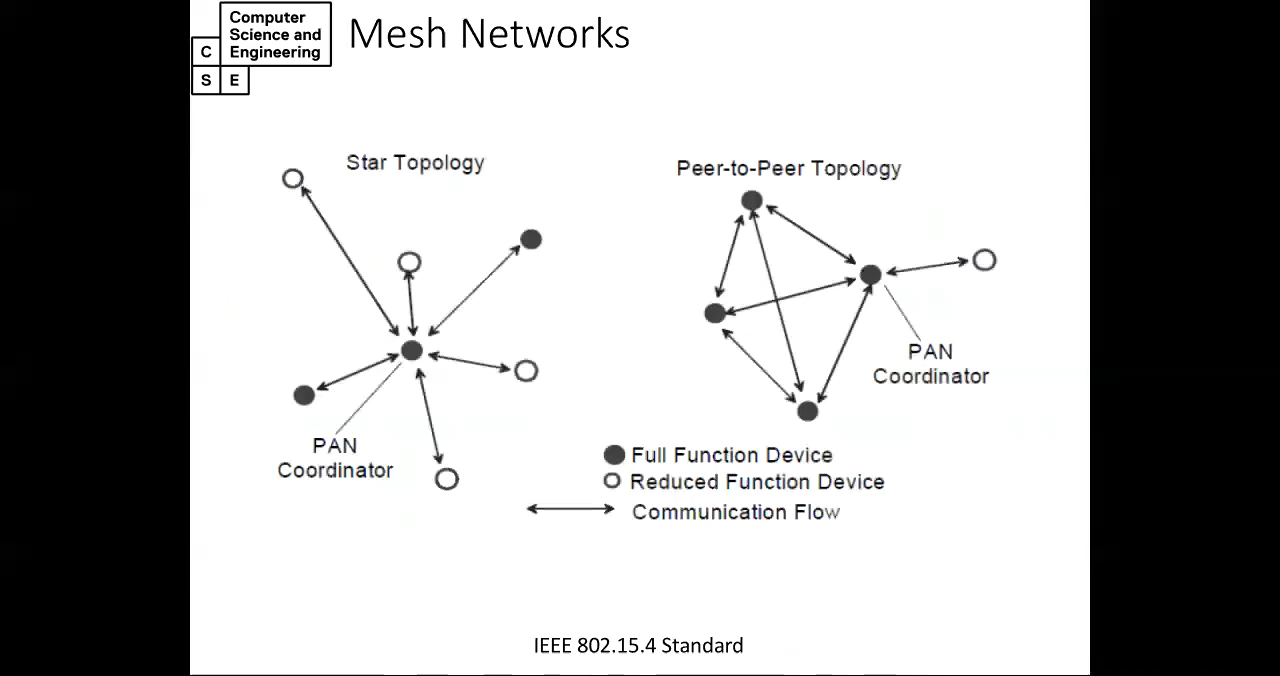 Computer
Science and
Engineering
C
S E
Mesh Networks
Star Topology
PAN
Coordinator
Peer-to-Peer Topology
PAN
Coordinator
Full Function Device
Reduced Function Device
Communication Flow
IEEE 802.15.4 Standard